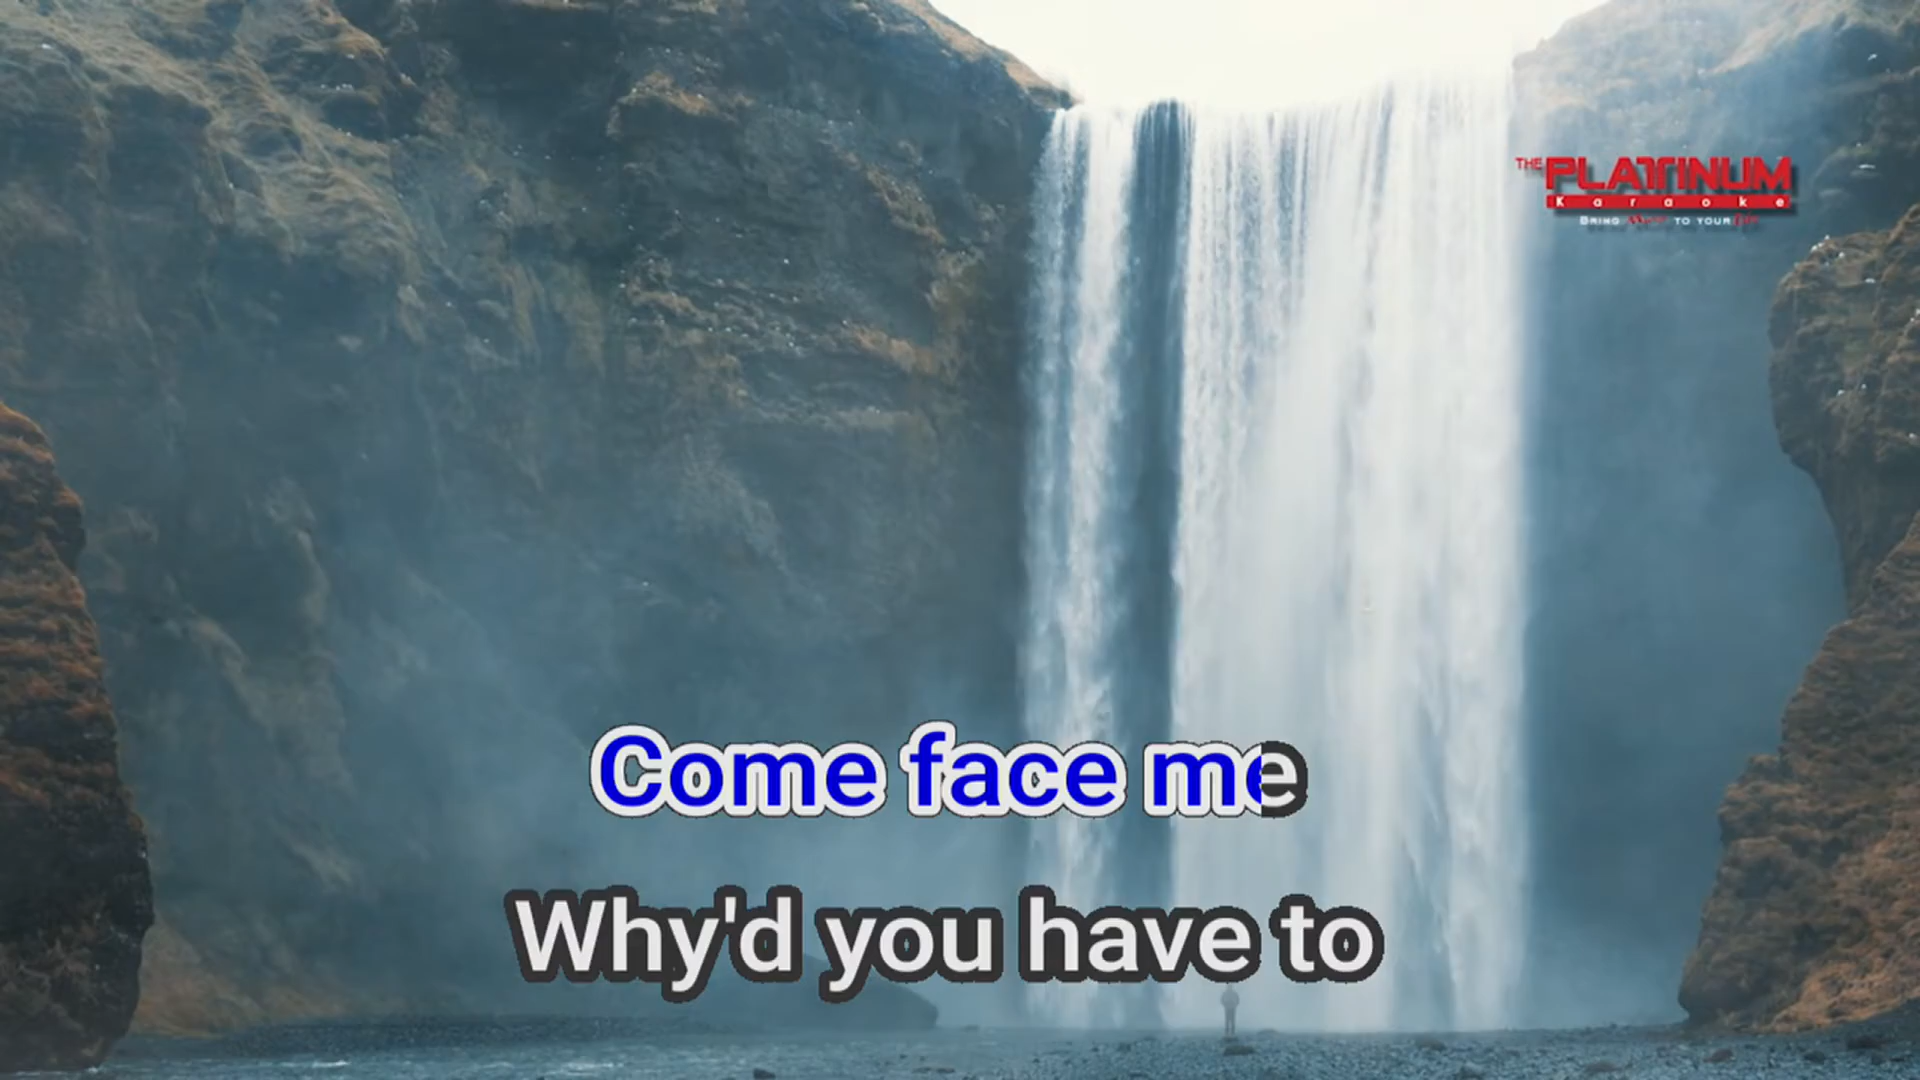 THE PLATINUM
Karaoke
BRING Music TO YOUR Life
Come face me
Why'd you have to